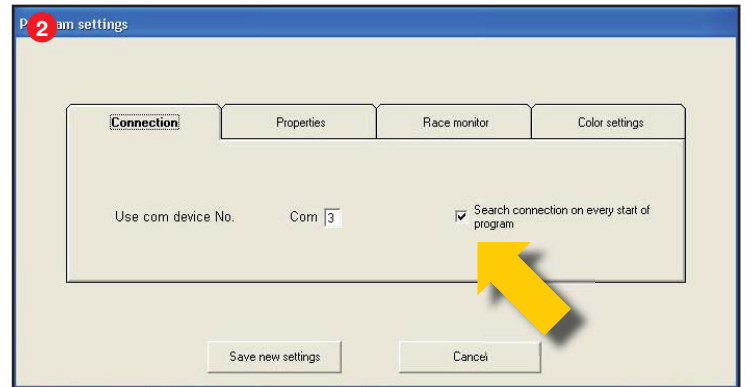 P 2 am settings
Connection Properties Race monitor Color settings
Use com device No. Com 3 Search connection on every start of
program
Save new settings Cancel